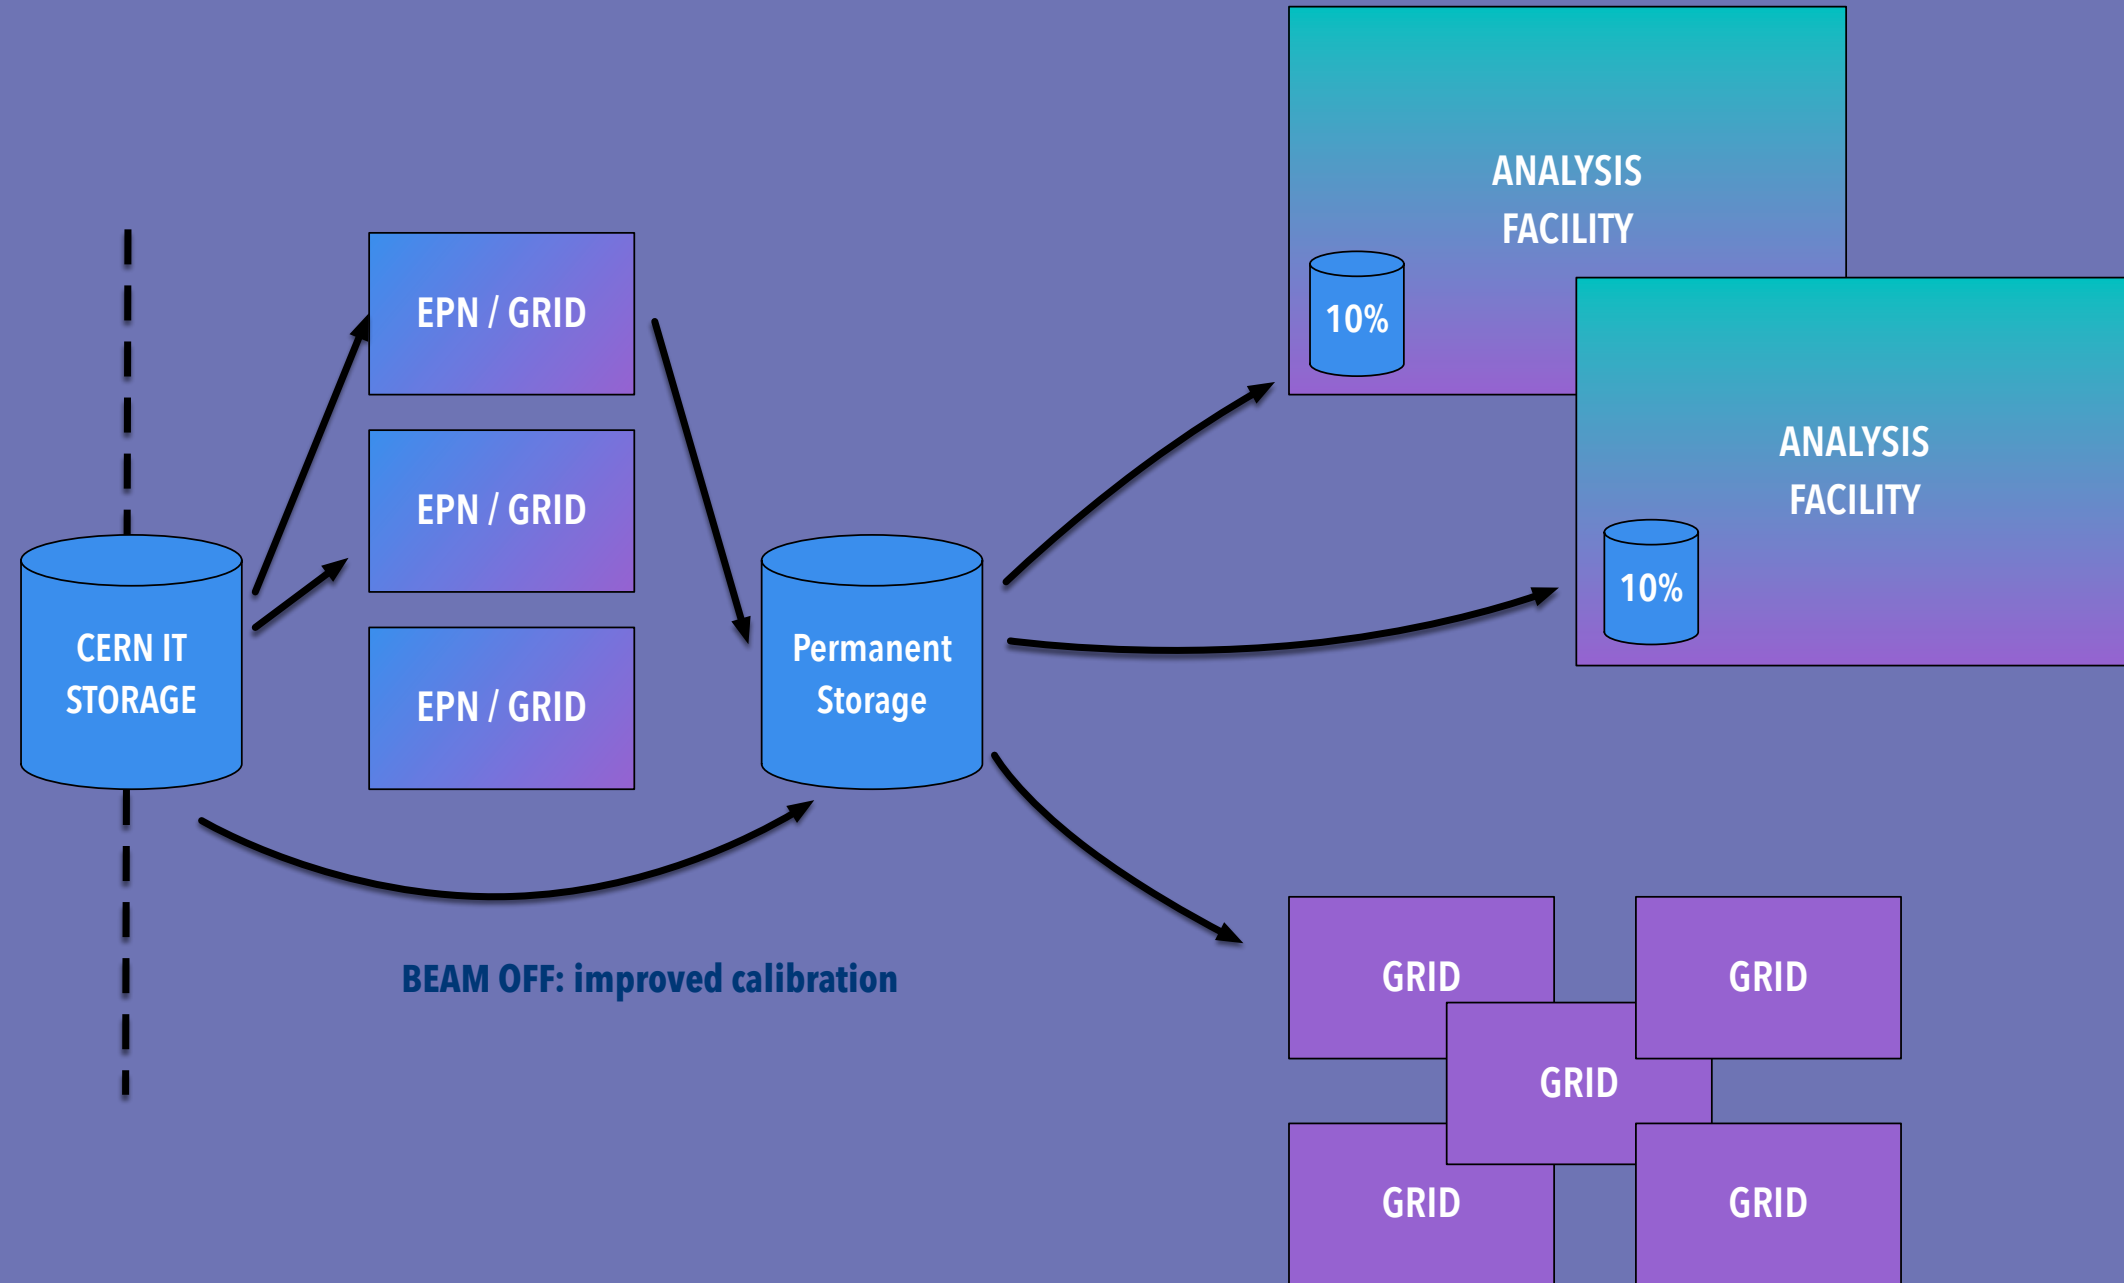 CERN IT
STORAGE
EPN / GRID
EPN / GRID
EPN / GRID
Permanent
Storage
BEAM OFF: improved calibration
ANALYSIS
FACILITY
10%
ANALYSIS
FACILITY
10%
GRID
GRID
GRID
GRID
GRID